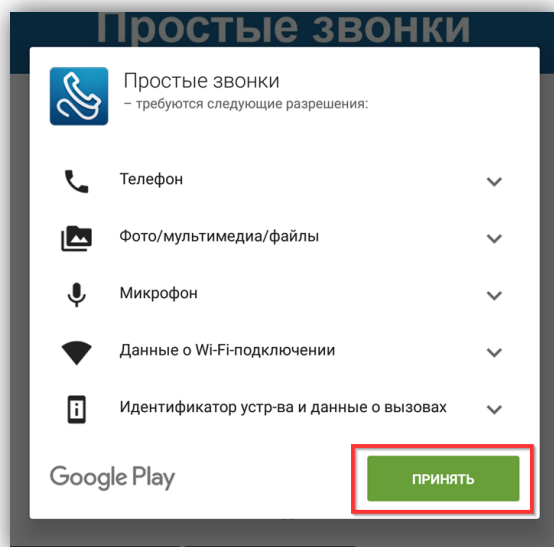 Простые звонки
Простые звонки
– требуются следующие разрешения:
Телефон
Фото/мультимедиа/файлы
Микрофон
Данные о Wi-Fi-подключении
Идентификатор устр-ва и данные о вызовах
Google Play
ПРИНЯТЬ